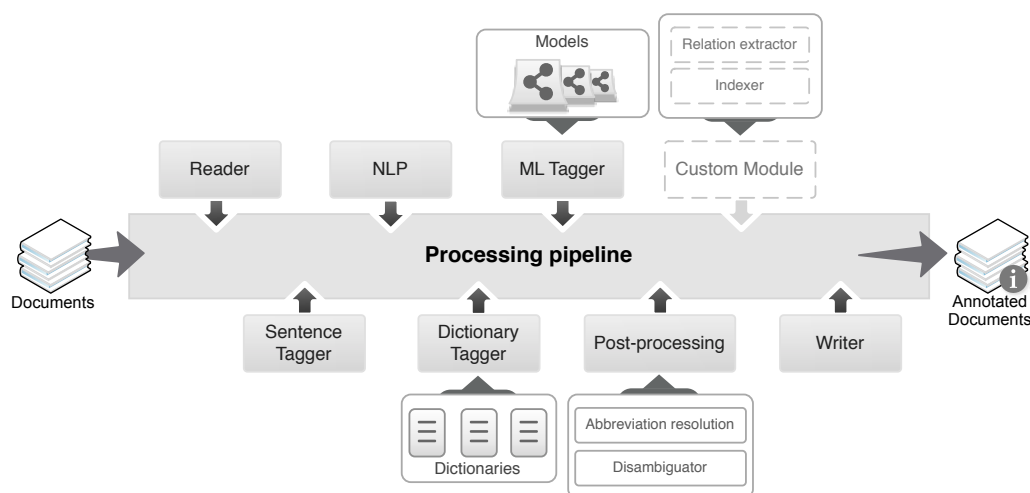 Models
Relation extractor
Indexer
Reader
NLP
ML Tagger
Custom Module
Processing pipeline
Documents
i
Annotated
Documents
Sentence
Tagger
Dictionary
Tagger
Post-processing
Writer
Dictionaries
Abbreviation resolution
Disambiguator